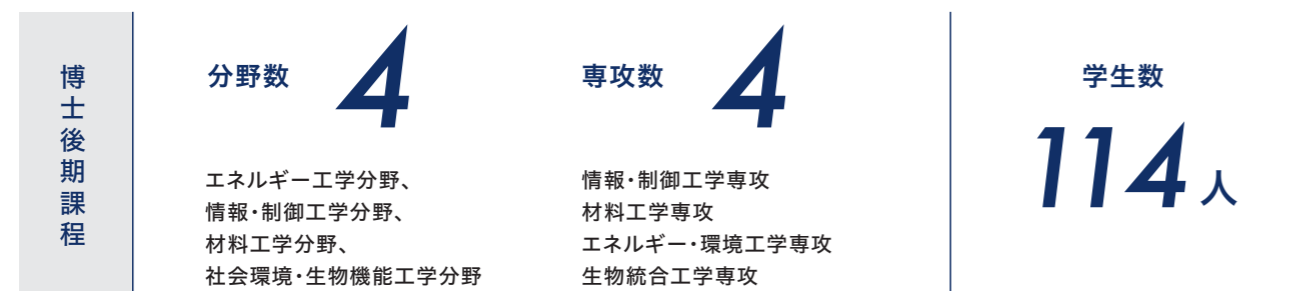 博士後期課程
分野数 4
エネルギー工学分野、
情報・制御工学分野、
材料工学分野、
社会環境・生物機能工学分野
専攻数 4
情報・制御工学専攻
材料工学専攻
エネルギー・環境工学専攻
生物統合工学専攻
学生数
114人